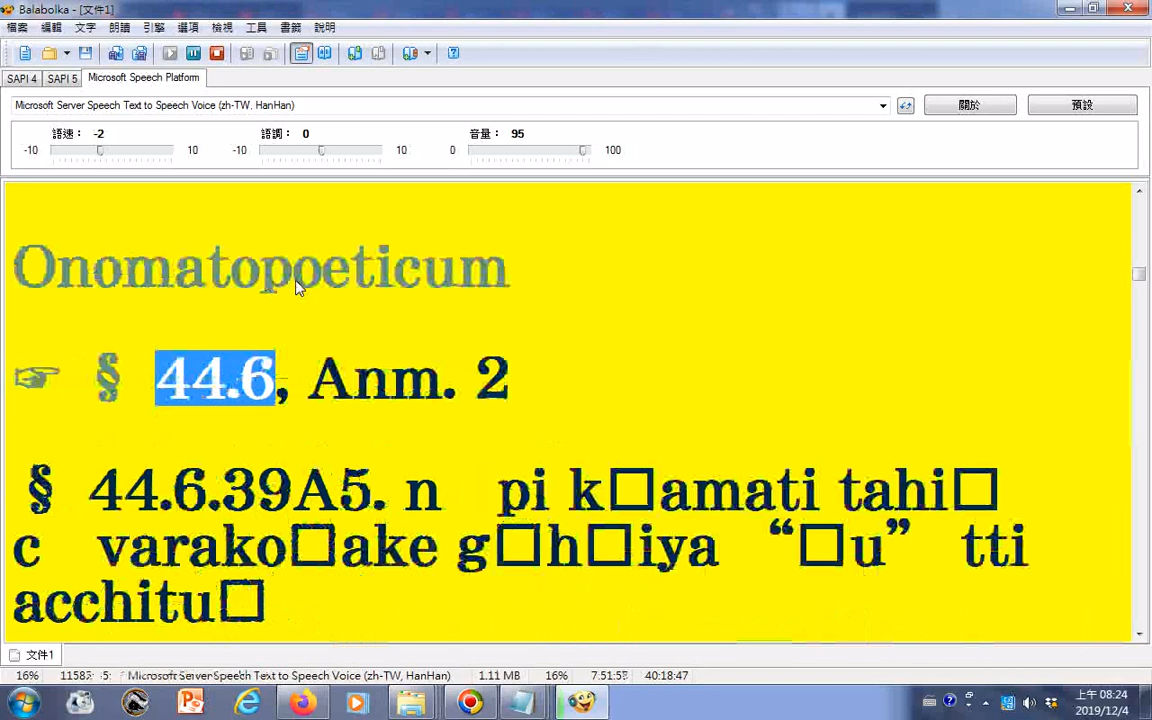 Balabolka - [文件1]
檔案 編輯 文字 朗讀 引擎 選項 檢視 工具 書籤 說明
SAPI 4 SAPI 5 Microsoft Speech Platform
Microsoft Server Speech Text to Speech Voice (zh-TW, HanHan) 關於 預設
語速： -2 語調： 0 音量： 95
-10 10 -10 10 0 100
Onomatopoeticum
☞ § 44.6, Anm. 2
§ 44.6.39A5. n pi k□amati tahi□
c varako□ake g□h□iya “□u” tti
acchitu□
文件1
16% Microsoft Server Speech Text to Speech Voice (zh-TW, HanHan) 1.11 MB 16% 40:18:47
上午 08:24
2019/12/4